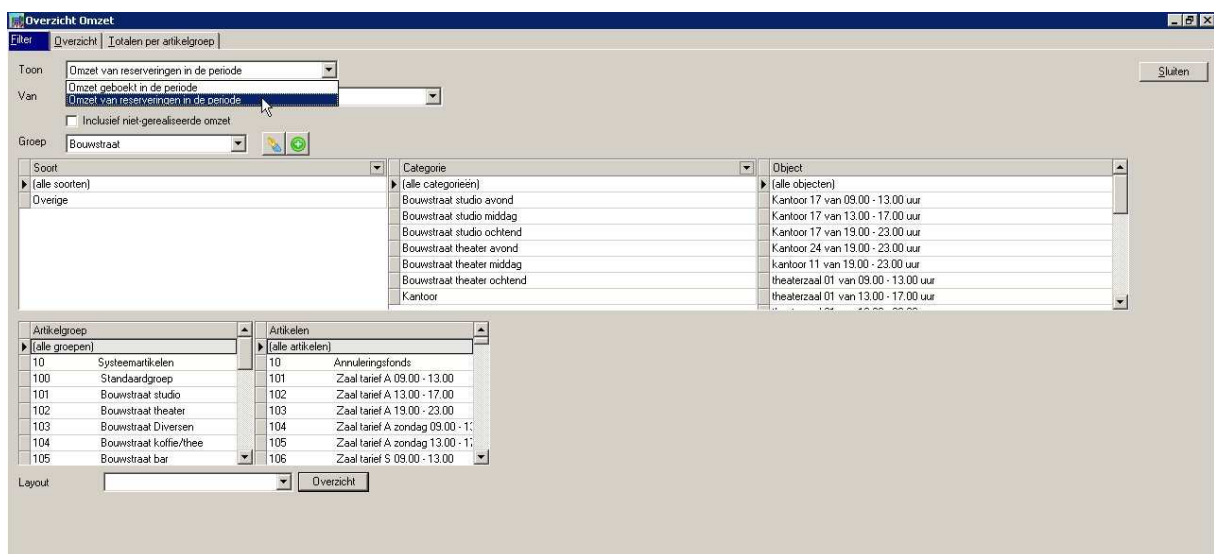 Overzicht Omzet
Filter Overzicht Totalen per artikelgroep
Toon Omzet van reserveringen in de periode Sluiten
Omzet geboekt in de periode
Van Omzet van reserveringen in de periode
Inclusief niet-gerealiseerde omzet
Groep Bouwstraat
Soort Categorie Object
(alle soorten) (alle categorieën) (alle objecten)
Overige Bouwstraat studio avond Kantoor 17 van 09.00 - 13.00 uur
Bouwstraat studio middag Kantoor 17 van 13.00 - 17.00 uur
Bouwstraat studio ochtend Kantoor 17 van 19.00 - 23.00 uur
Bouwstraat theater avond Kantoor 24 van 19.00 - 23.00 uur
Bouwstraat theater middag kantoor 11 van 19.00 - 23.00 uur
Bouwstraat theater ochtend theaterzaal 01 van 09.00 - 13.00 uur
Kantoor theaterzaal 01 van 13.00 - 17.00 uur
Artikelgroep Artikelen
(alle groepen) (alle artikelen)
10 Systeemartikelen 10 Annuleringsfonds
100 Standaardgroep 101 Zaal tarief A 09.00 - 13.00
101 Bouwstraat studio 102 Zaal tarief A 13.00 - 17.00
102 Bouwstraat theater 103 Zaal tarief A 19.00 - 23.00
103 Bouwstraat Diversen 104 Zaal tarief A zondag 09.00 -
104 Bouwstraat koffie/thee 105 Zaal tarief A zondag 13.00 -
105 Bouwstraat bar 106 Zaal tarief S 09.00 - 13.00
Layout Overzicht